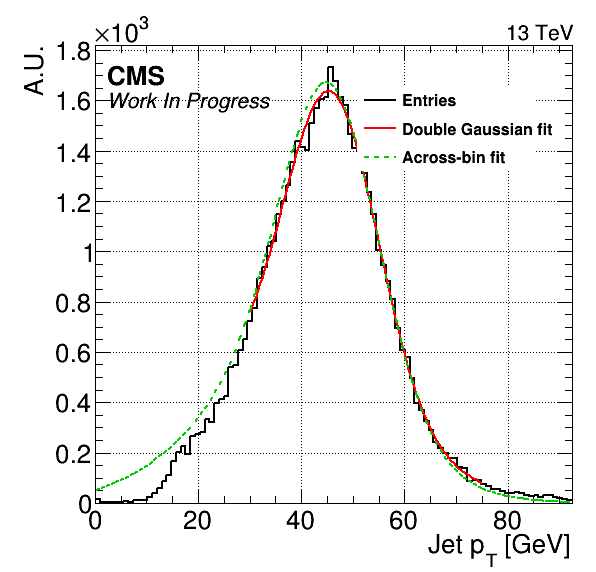 ×10³
13 TeV
A.U.
CMS
Work In Progress
Entries
Double Gaussian fit
Across-bin fit
1.8
1.6
1.4
1.2
1
0.8
0.6
0.4
0.2
0
0 20 40 60 80
Jet p_T [GeV]